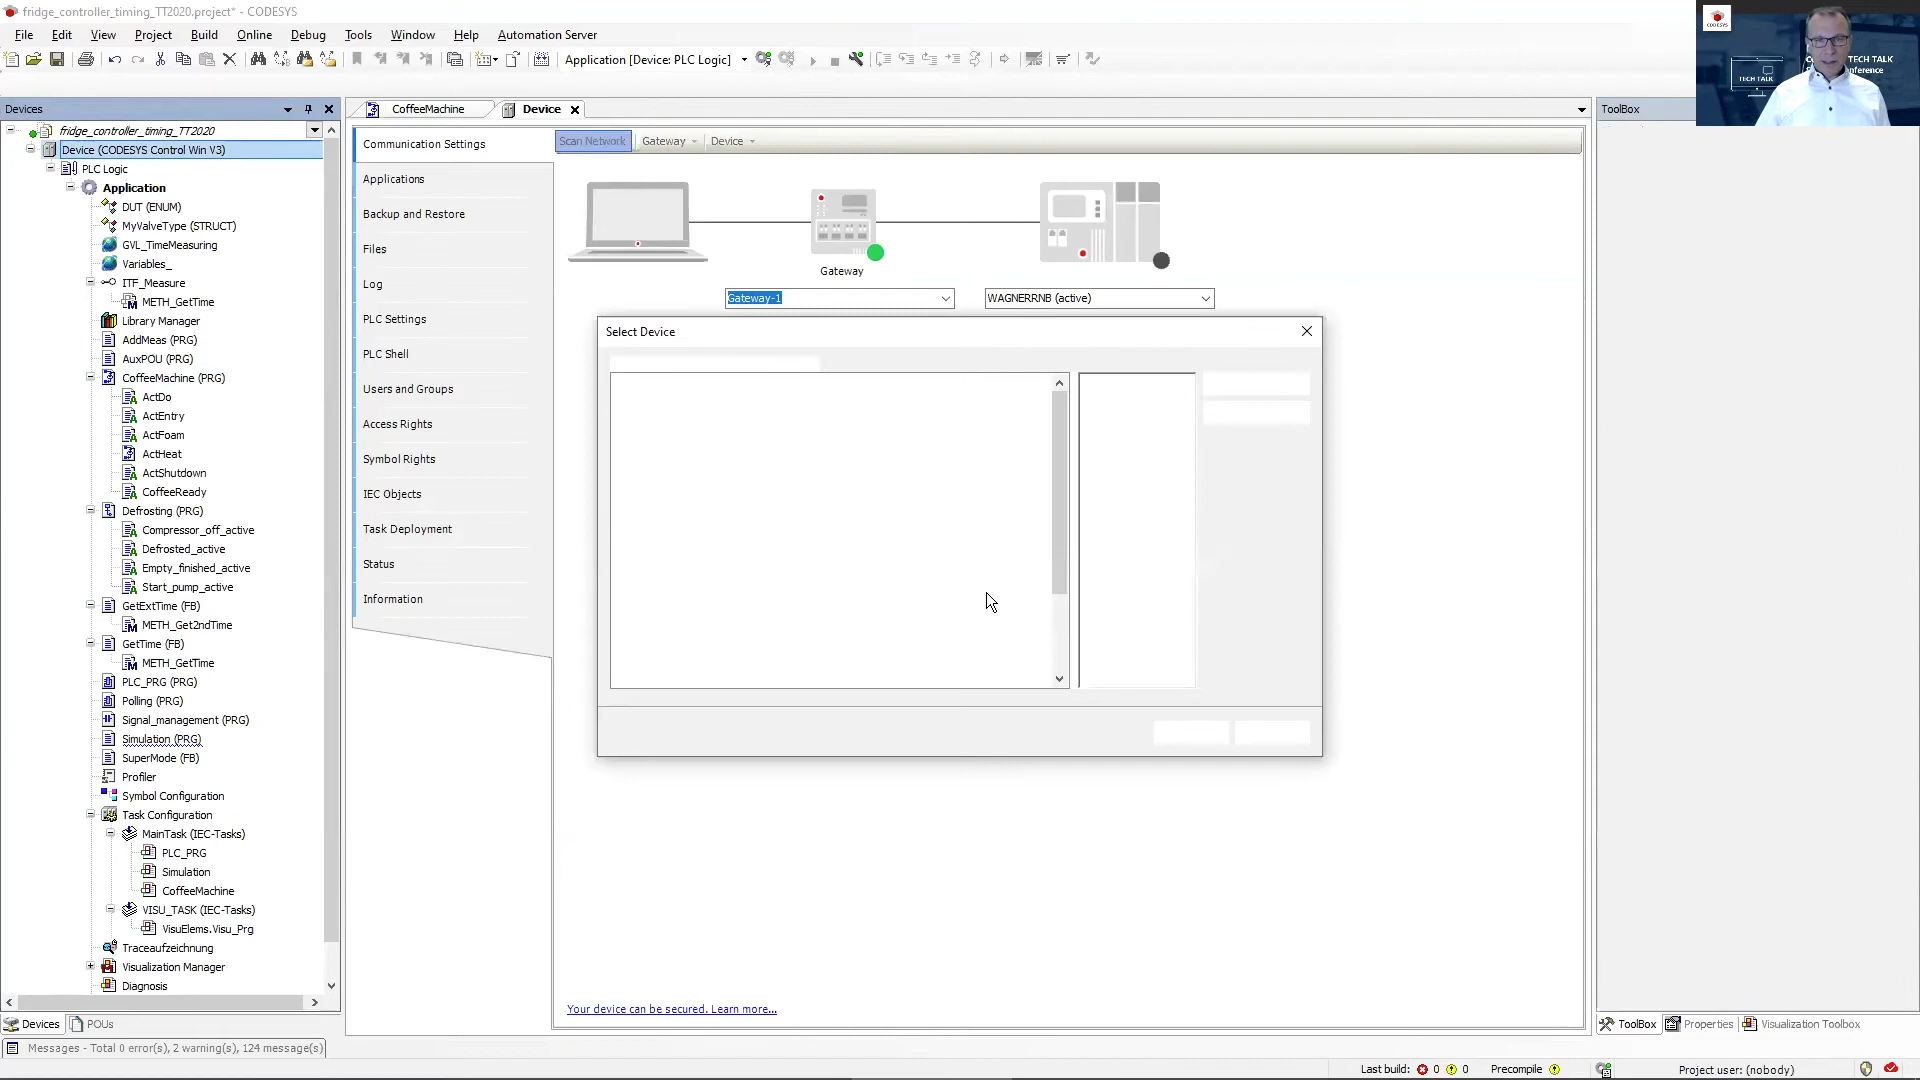 fridge_controller_timing_TT2020.project* - CODESYS
File Edit View Project Build Online Debug Tools Window Help Automation Server
Application [Device: PLC Logic]
CODESYS
TECH TALK
TECH TALK
Devices
fridge_controller_timing_TT2020
Device (CODESYS Control Win V3)
PLC Logic
Application
DUT (ENUM)
MyValveType (STRUCT)
GVL_TimeMeasuring
Variables_
ITF_Measure
METH_GetTime
Library Manager
AddMeas (PRG)
AuxPOU (PRG)
CoffeeMachine (PRG)
ActDo
ActEntry
ActFoam
ActHeat
ActShutdown
CoffeeReady
Defrosting (PRG)
Compressor_off_active
Defrosted_active
Empty_finished_active
Start_pump_active
GetExtTime (FB)
METH_Get2ndTime
GetTime (FB)
METH_GetTime
PLC_PRG (PRG)
Polling (PRG)
Signal_management (PRG)
Simulation (PRG)
SuperMode (FB)
Profiler
Symbol Configuration
Task Configuration
MainTask (IEC-Tasks)
PLC_PRG
Simulation
CoffeeMachine
VISU_TASK (IEC-Tasks)
VisuElems.Visu_Prg
Traceaufzeichnung
Visualization Manager
Diagnosis
Devices POUs
CoffeeMachine Device
Communication Settings
Applications
Backup and Restore
Files
Log
PLC Settings
PLC Shell
Users and Groups
Access Rights
Symbol Rights
IEC Objects
Task Deployment
Status
Information
Scan Network Gateway Device
Gateway
Gateway-1
WAGNERRNB (active)
Select Device
Your device can be secured. Learn more...
ToolBox
ToolBox Properties Visualization Toolbox
Messages - Total 0 error(s), 2 warning(s), 124 message(s)
Last build: 0 0 Precompile Project user: (nobody)